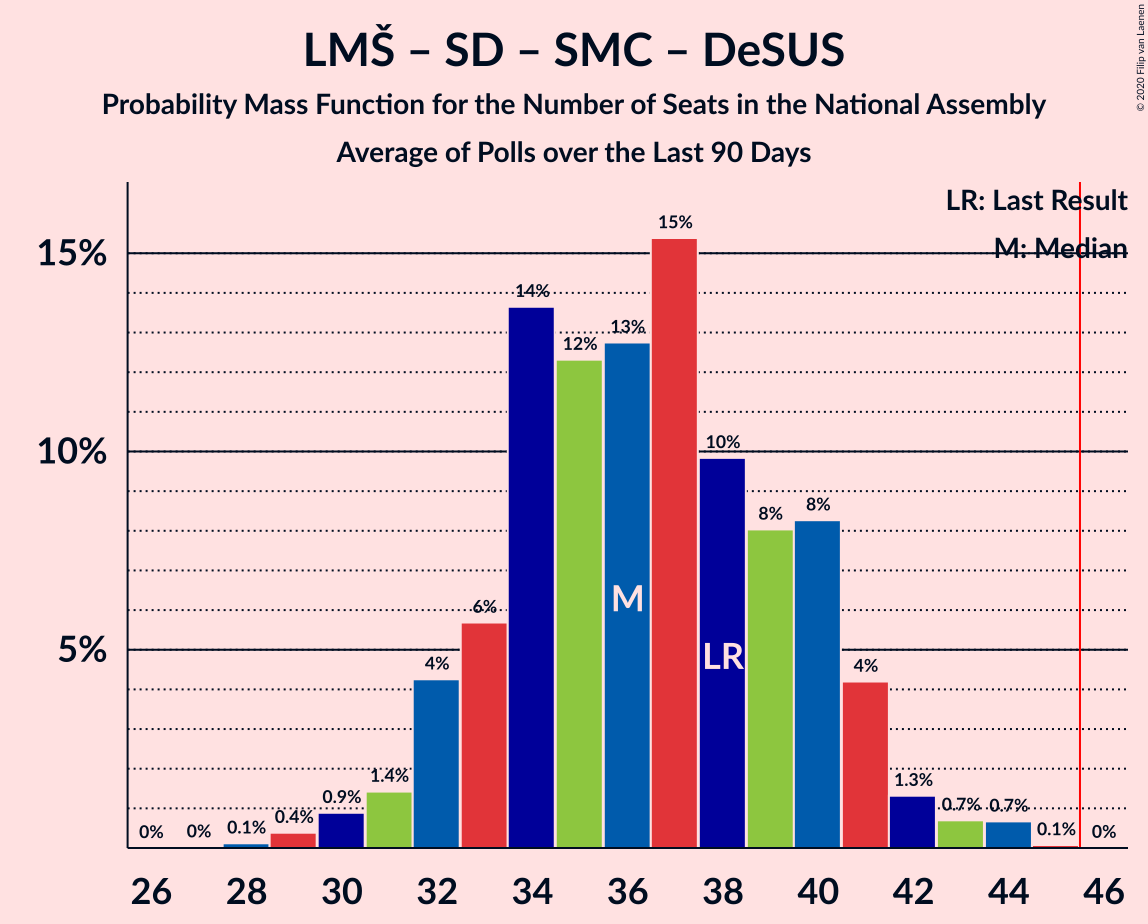 LMŠ – SD – SMC – DeSUS
Probability Mass Function for the Number of Seats in the National Assembly
Average of Polls over the Last 90 Days
© 2020 Filip van Laenen
LR: Last Result
M: Median
15%
10%
5%
0%
0%
0.1%
0.4%
0.9%
1.4%
4%
6%
14%
12%
13%
15%
10%
8%
8%
4%
1.3%
0.7%
0.7%
0.1%
0%
M
LR
26 28 30 32 34 36 38 40 42 44 46